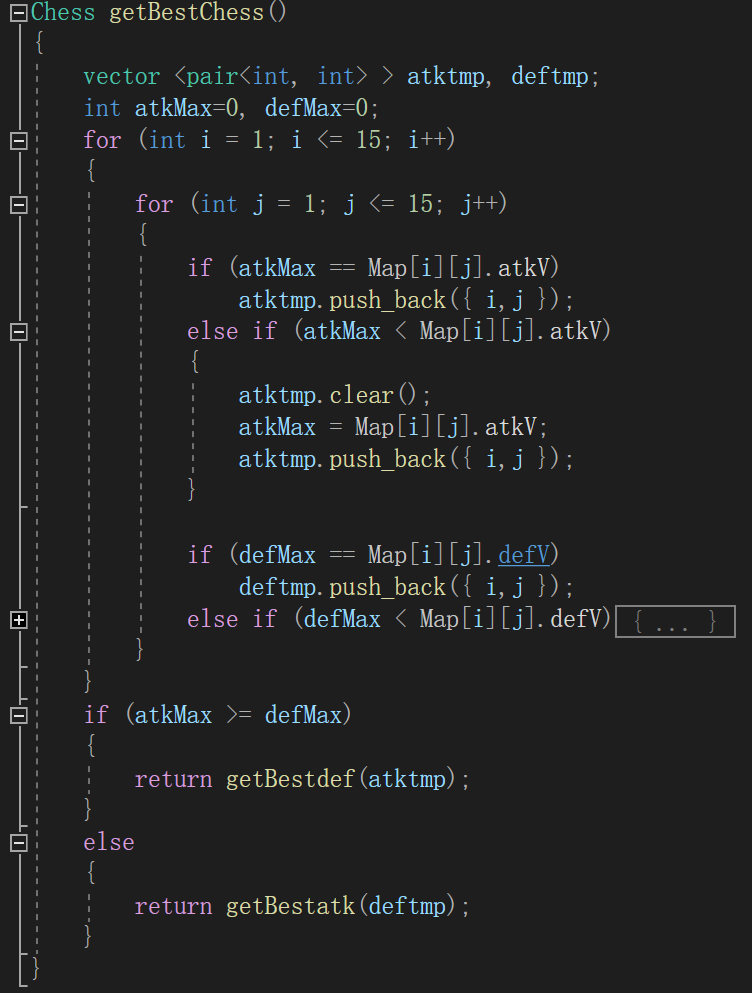 Chess getBestChess()
{
vector <pair<int, int> > atktmp, deftmp;
int atkMax=0, defMax=0;
for (int i = 1; i <= 15; i++)
{
for (int j = 1; j <= 15; j++)
{
if (atkMax == Map[i][j].atkV)
atktmp.push_back({ i,j });
else if (atkMax < Map[i][j].atkV)
{
atktmp.clear();
atkMax = Map[i][j].atkV;
atktmp.push_back({ i,j });
}
if (defMax == Map[i][j].defV)
deftmp.push_back({ i,j });
else if (defMax < Map[i][j].defV){ ... }
}
}
if (atkMax >= defMax)
{
return getBestdef(atktmp);
}
else
{
return getBestatk(deftmp);
}
}